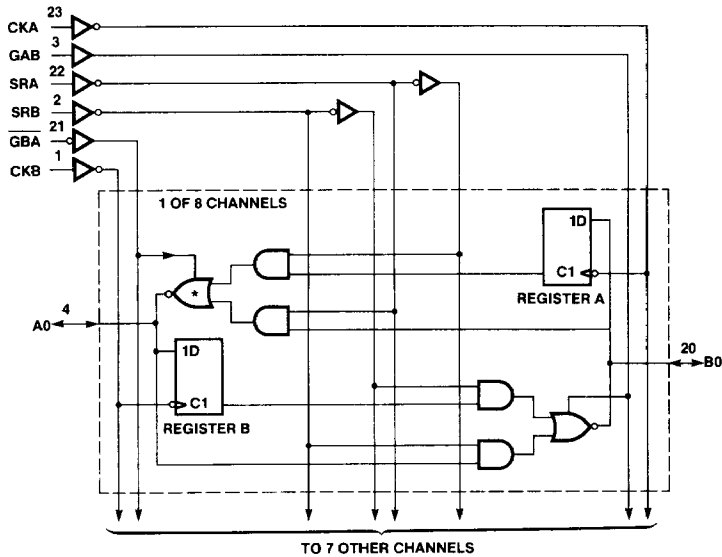 CKA 23
GAB 3
SRA 22
SRB 2
GBA 21
CKB 1
1 OF 8 CHANNELS
1D
C1
REGISTER A
*
A0 4
1D
C1
REGISTER B
20 B0
TO 7 OTHER CHANNELS